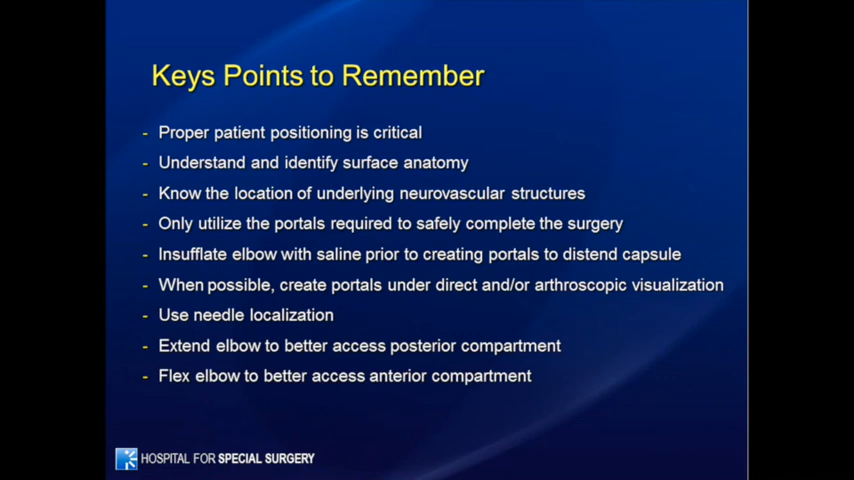 Keys Points to Remember
- Proper patient positioning is critical
- Understand and identify surface anatomy
- Know the location of underlying neurovascular structures
- Only utilize the portals required to safely complete the surgery
- Insufflate elbow with saline prior to creating portals to distend capsule
- When possible, create portals under direct and/or arthroscopic visualization
- Use needle localization
- Extend elbow to better access posterior compartment
- Flex elbow to better access anterior compartment
HOSPITAL FOR SPECIAL SURGERY